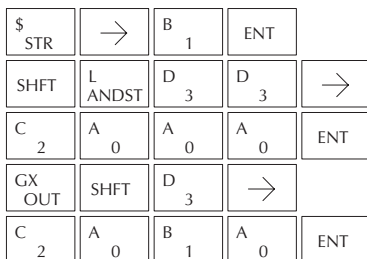 $ STR → B 1 ENT
SHFT L ANDST D 3 D 3 →
C 2 A 0 A 0 A 0 ENT
GX OUT SHFT D 3 →
C 2 A 0 B 1 A 0 ENT